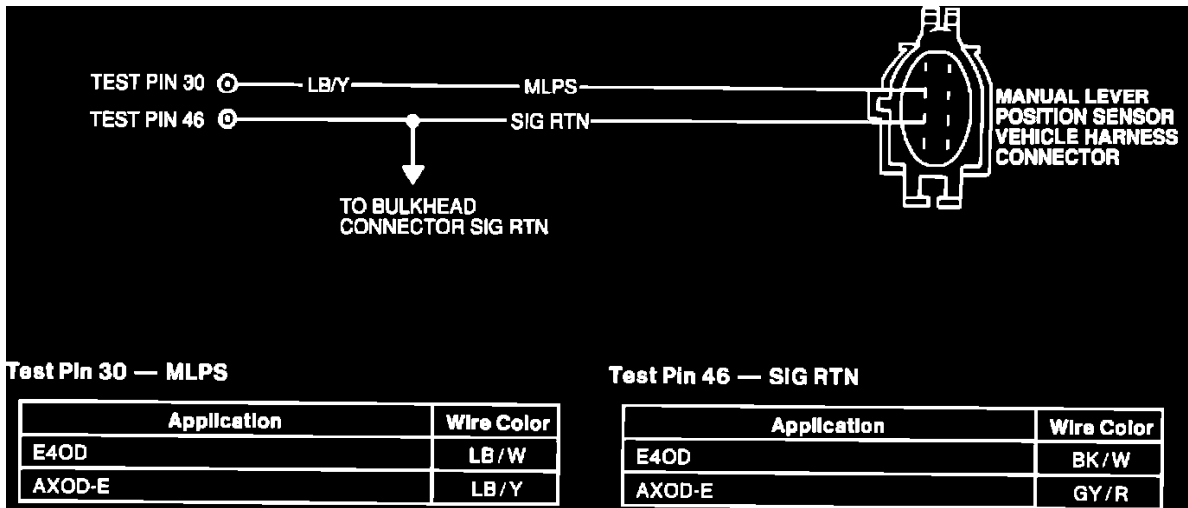 TEST PIN 30 LB/Y MLPS
TEST PIN 46 SIG RTN
MANUAL LEVER
POSITION SENSOR
VEHICLE HARNESS
CONNECTOR
TO BULKHEAD
CONNECTOR SIG RTN
Test Pin 30 — MLPS
Application Wire Color
E4OD LB/W
AXOD-E LB/Y
Test Pin 46 — SIG RTN
Application Wire Color
E4OD BK/W
AXOD-E GY/R